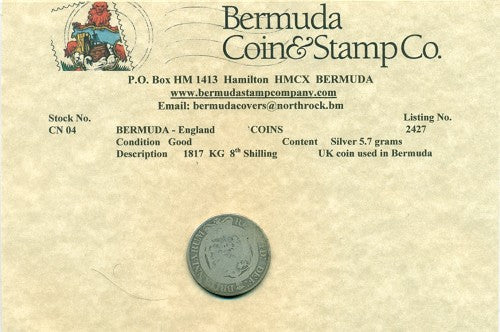 Bermuda
Coin&Stamp Co.
P.O. Box HM 1413 Hamilton HMCX BERMUDA
www.bermudastampcompany.com
Email: bermudacovers@northrock.bm
Stock No.
Listing No.
CN 04 BERMUDA - England 'COINS 2427
Condition Good Content Silver 5.7 grams
Description 1817 KG 8th Shilling UK coin used in Bermuda